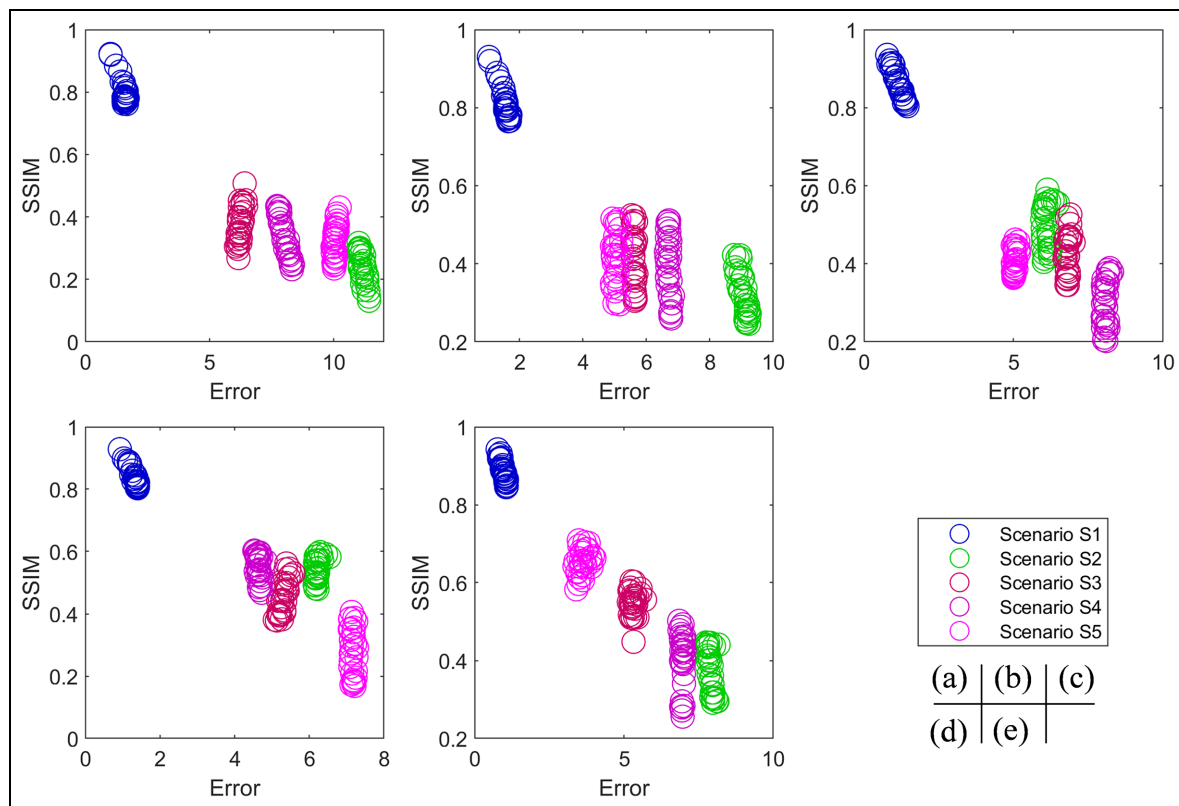 1
0.8
0.6
0.4
0.2
0
SSIM
0 5 10
Error
1
0.8
0.6
0.4
0.2
SSIM
2 4 6 8 10
Error
1
0.8
0.6
0.4
0.2
SSIM
0 5 10
Error
1
0.8
0.6
0.4
0.2
0
SSIM
0 2 4 6 8
Error
1
0.8
0.6
0.4
0.2
SSIM
0 5 10
Error
Scenario S1
Scenario S2
Scenario S3
Scenario S4
Scenario S5
(a) (b) (c)
(d) (e)